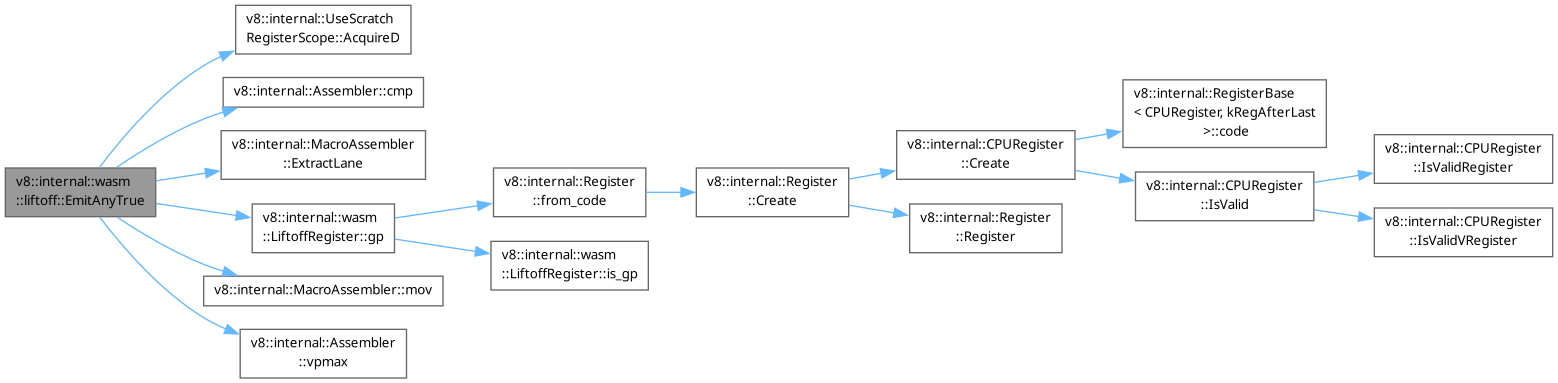 v8::internal::wasm
::liftoff::EmitAnyTrue
v8::internal::UseScratch
RegisterScope::AcquireD
v8::internal::Assembler::cmp
v8::internal::MacroAssembler
::ExtractLane
v8::internal::wasm
::LiftoffRegister::gp
v8::internal::MacroAssembler::mov
v8::internal::Assembler
::vpmax
v8::internal::Register
::from_code
v8::internal::wasm
::LiftoffRegister::is_gp
v8::internal::Register
::Create
v8::internal::CPURegister
::Create
v8::internal::Register
::Register
v8::internal::RegisterBase
< CPURegister, kRegAfterLast
>::code
v8::internal::CPURegister
::IsValid
v8::internal::CPURegister
::IsValidRegister
v8::internal::CPURegister
::IsValidVRegister